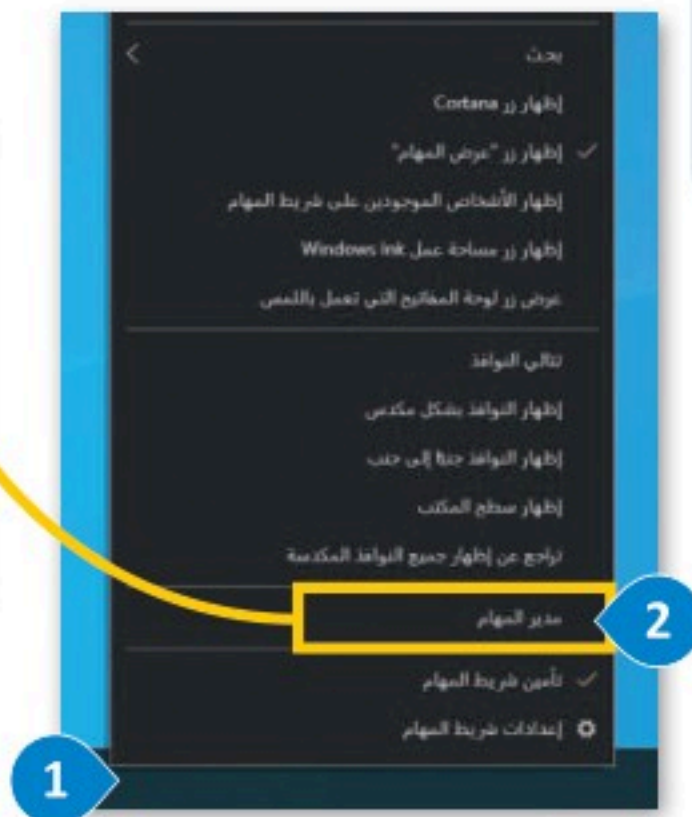 بحث
إظهار زر Cortana
إظهار زر "عرض المهام"
إظهار الأشخاص الموجودين على شريط المهام
إظهار زر مساحة عمل Windows Ink
عرض زر لوحة المفاتيح التي تعمل باللمس
تتالي النوافذ
إظهار النوافذ بشكل مكدس
إظهار النوافذ جنبًا إلى جنب
إظهار سطح المكتب
تراجع عن إظهار جميع النوافذ المكدسة
مدير المهام
2
تأمين شريط المهام
إعدادات شريط المهام
1